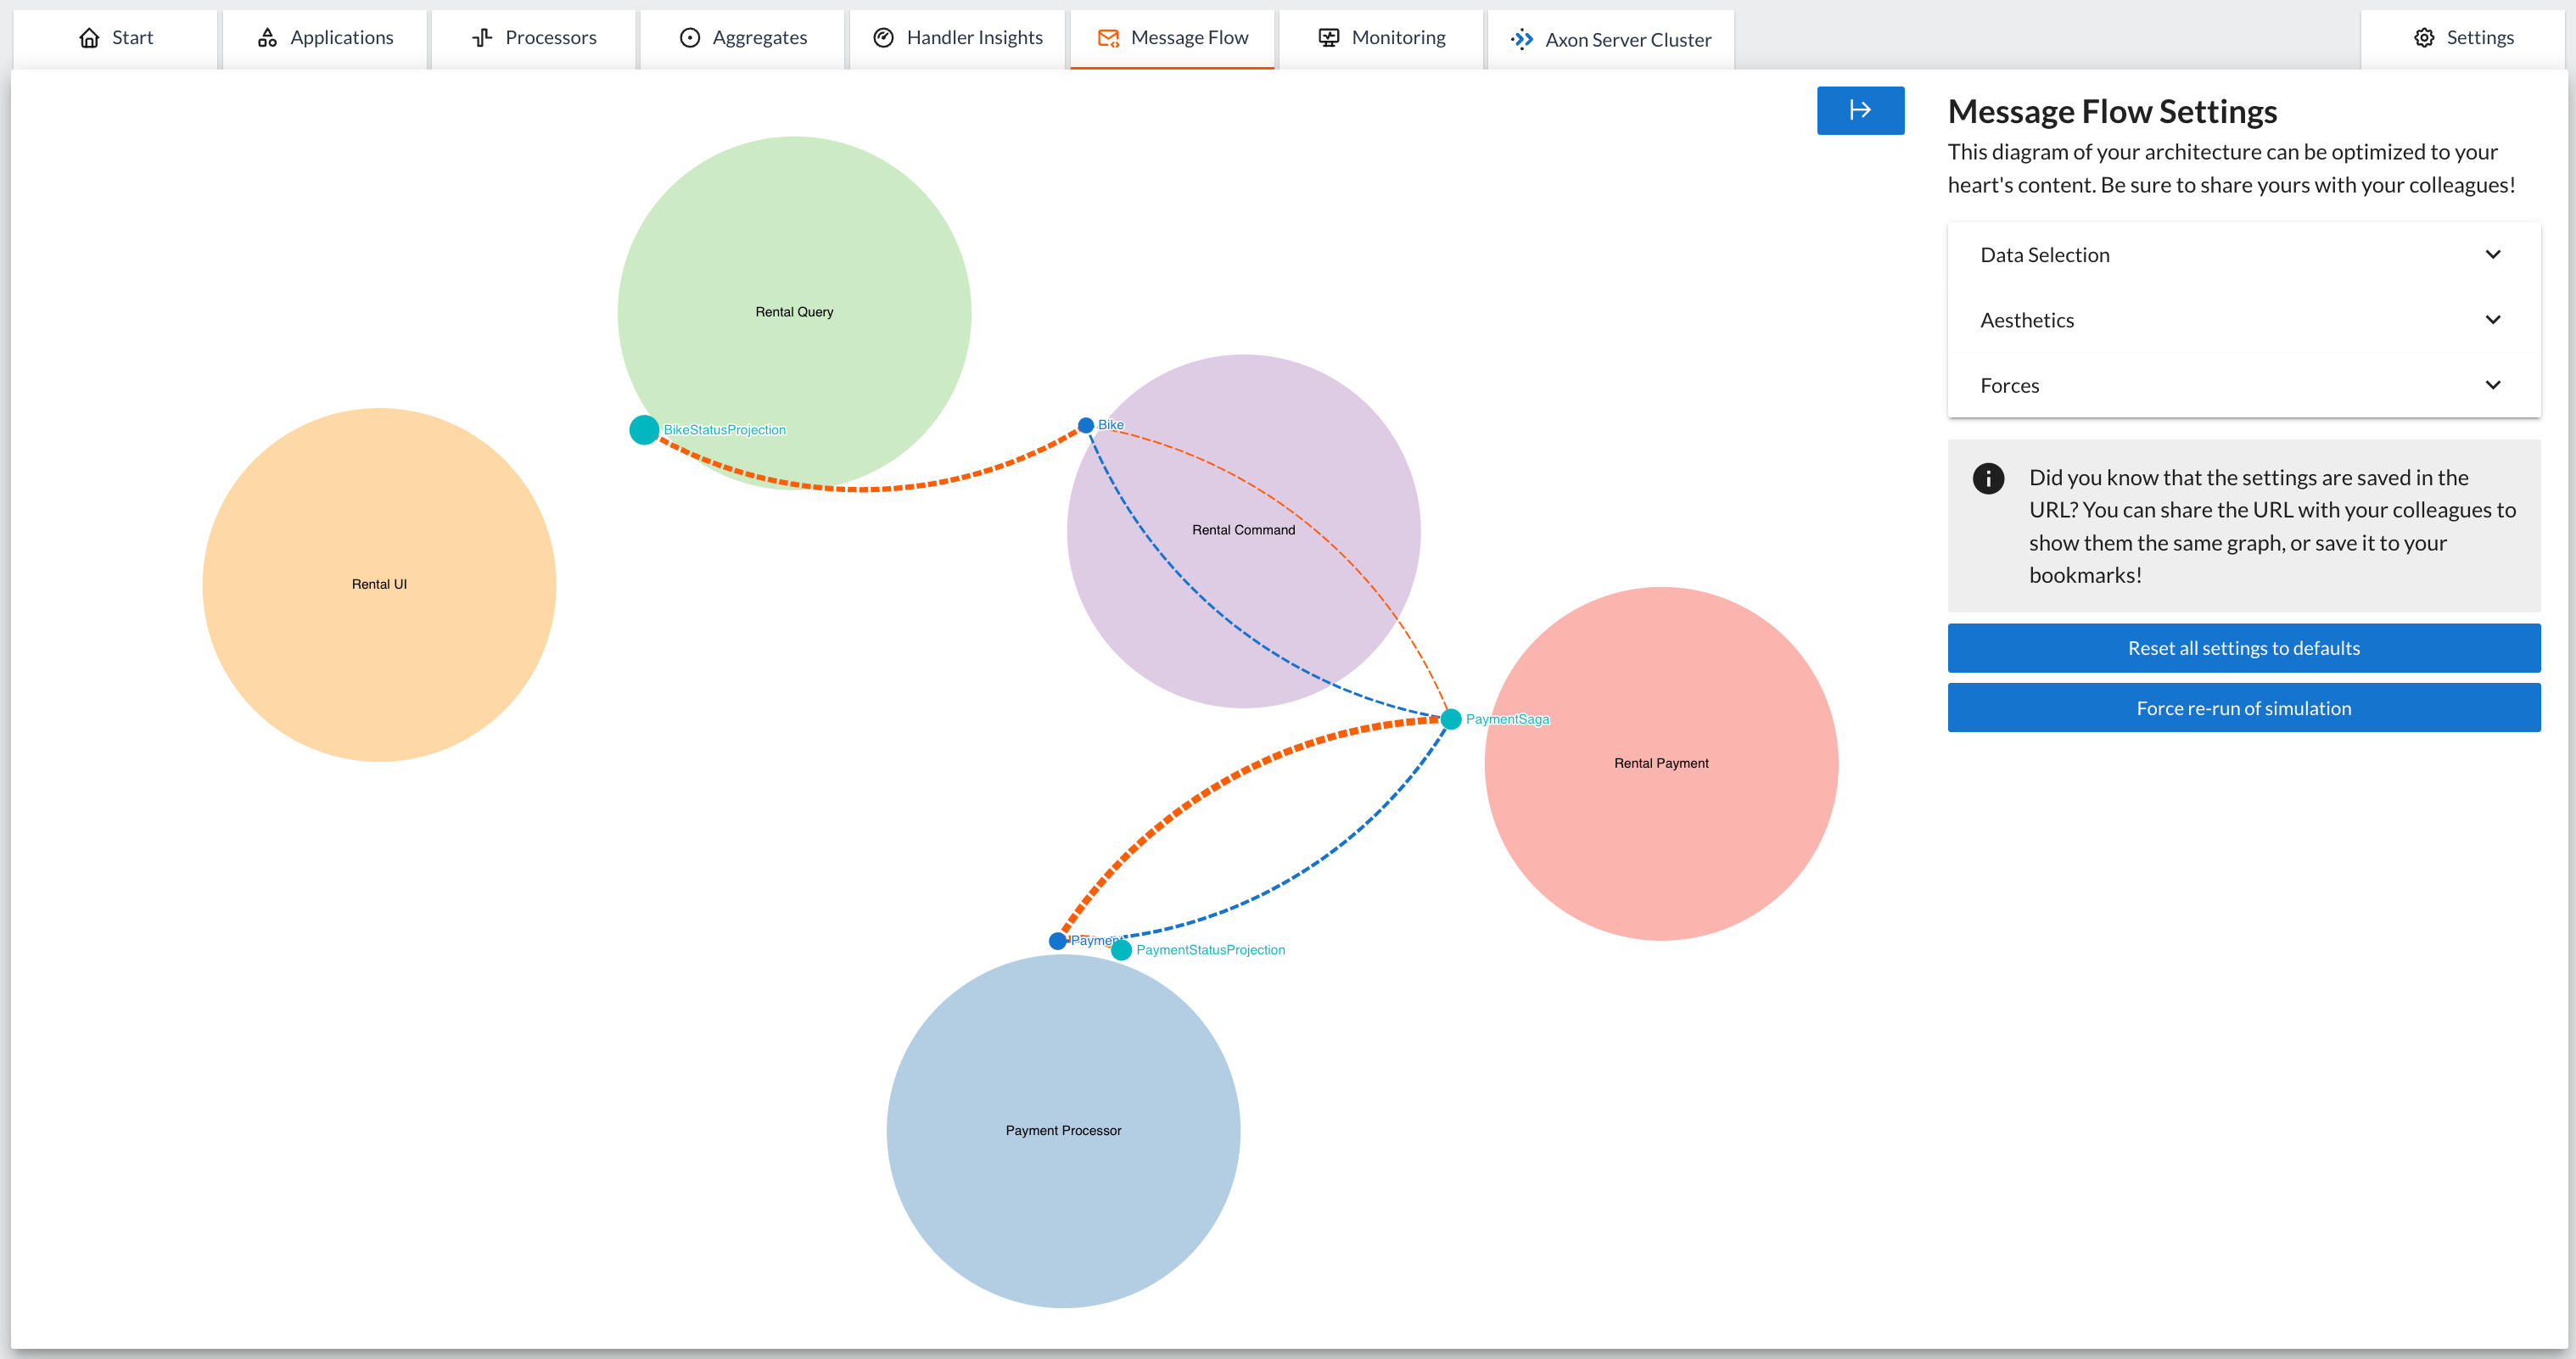 Start
Applications
Processors
Aggregates
Handler Insights
Message Flow
Monitoring
Axon Server Cluster
Settings
Message Flow Settings
This diagram of your architecture can be optimized to your
heart's content. Be sure to share yours with your colleagues!
Data Selection
Aesthetics
Forces
Did you know that the settings are saved in the
URL? You can share the URL with your colleagues to
show them the same graph, or save it to your
bookmarks!
Reset all settings to defaults
Force re-run of simulation
Rental Query
BikeStatusProjection
Bike
Rental Command
Rental UI
PaymentSaga
Rental Payment
Payment
PaymentStatusProjection
Payment Processor